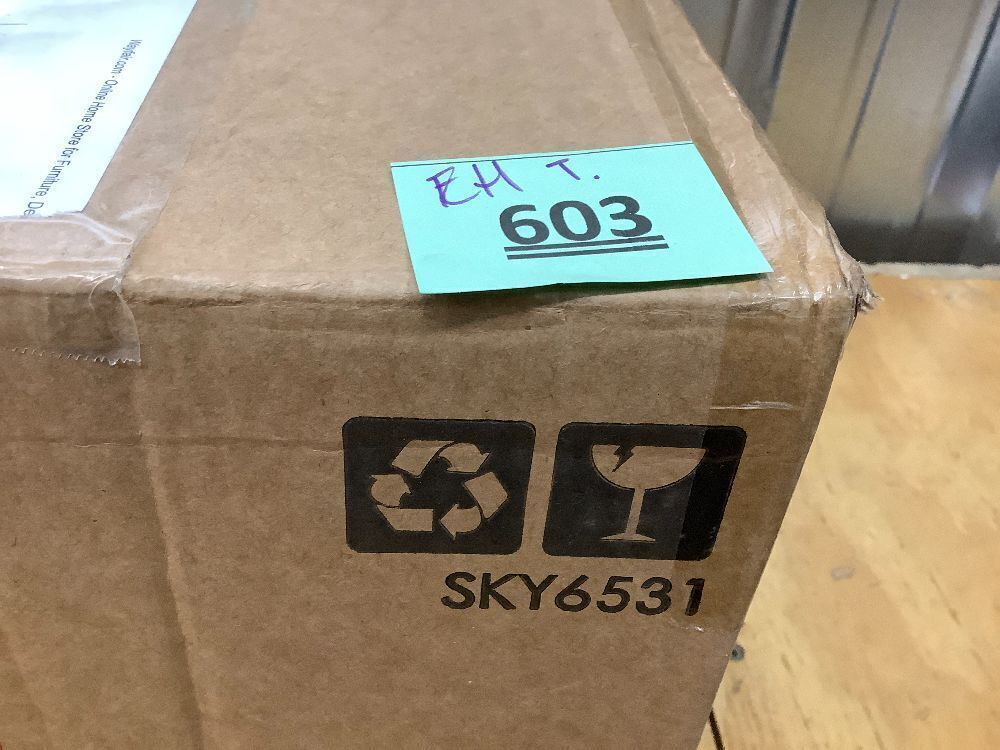 Wayfair.com - Online Home Store for Furniture, De
EH T.
603
SKY6531